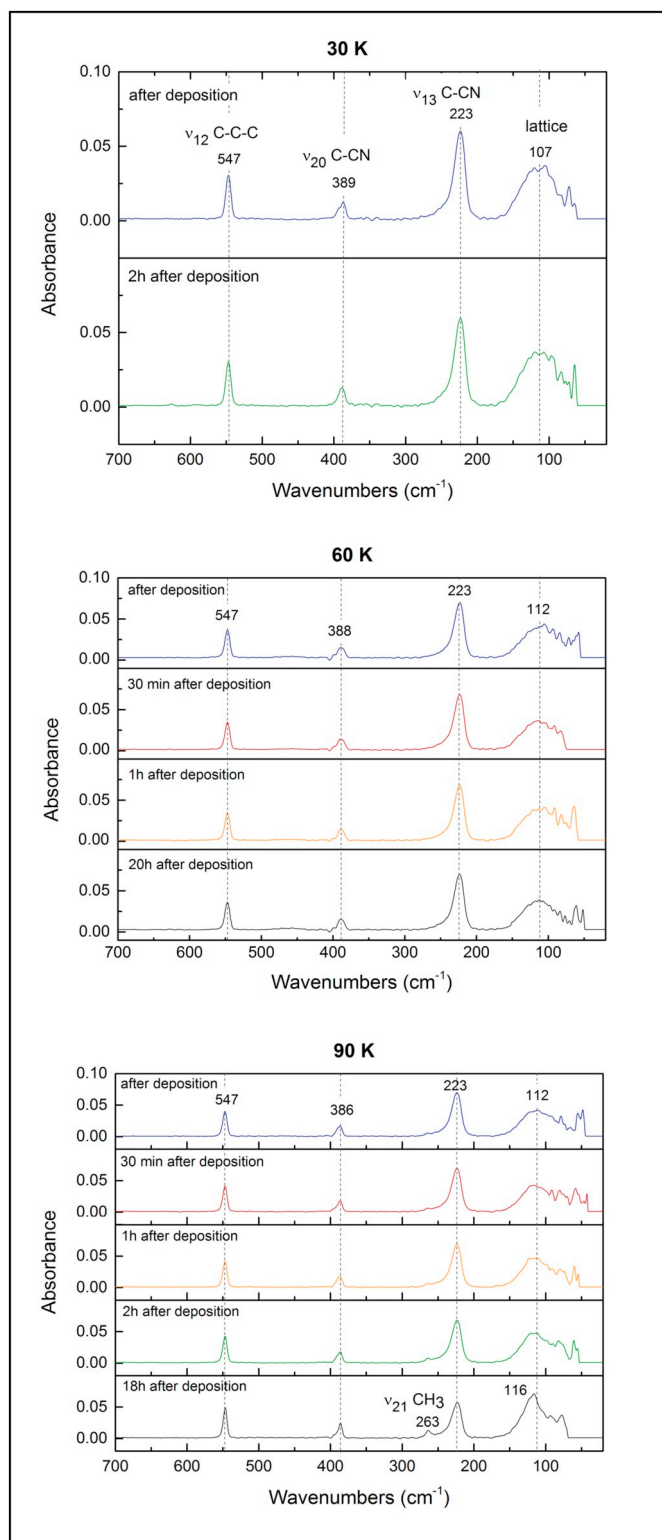 30 K
0.10
after deposition
ν13 C-CN
223
lattice
107
ν12 C-C-C
547
ν20 C-CN
389
0.05
0.00
2h after deposition
0.05
0.00
Absorbance
700 600 500 400 300 200 100
Wavenumbers (cm-1)
60 K
0.10
after deposition
547
388
223
112
0.05
0.00
30 min after deposition
0.05
0.00
1h after deposition
0.05
0.00
20h after deposition
0.05
0.00
Absorbance
700 600 500 400 300 200 100
Wavenumbers (cm-1)
90 K
0.10
after deposition
547
386
223
112
0.05
0.00
30 min after deposition
0.05
0.00
1h after deposition
0.05
0.00
2h after deposition
0.05
0.00
18h after deposition
ν21 CH3
263
116
0.05
0.00
Absorbance
700 600 500 400 300 200 100
Wavenumbers (cm-1)